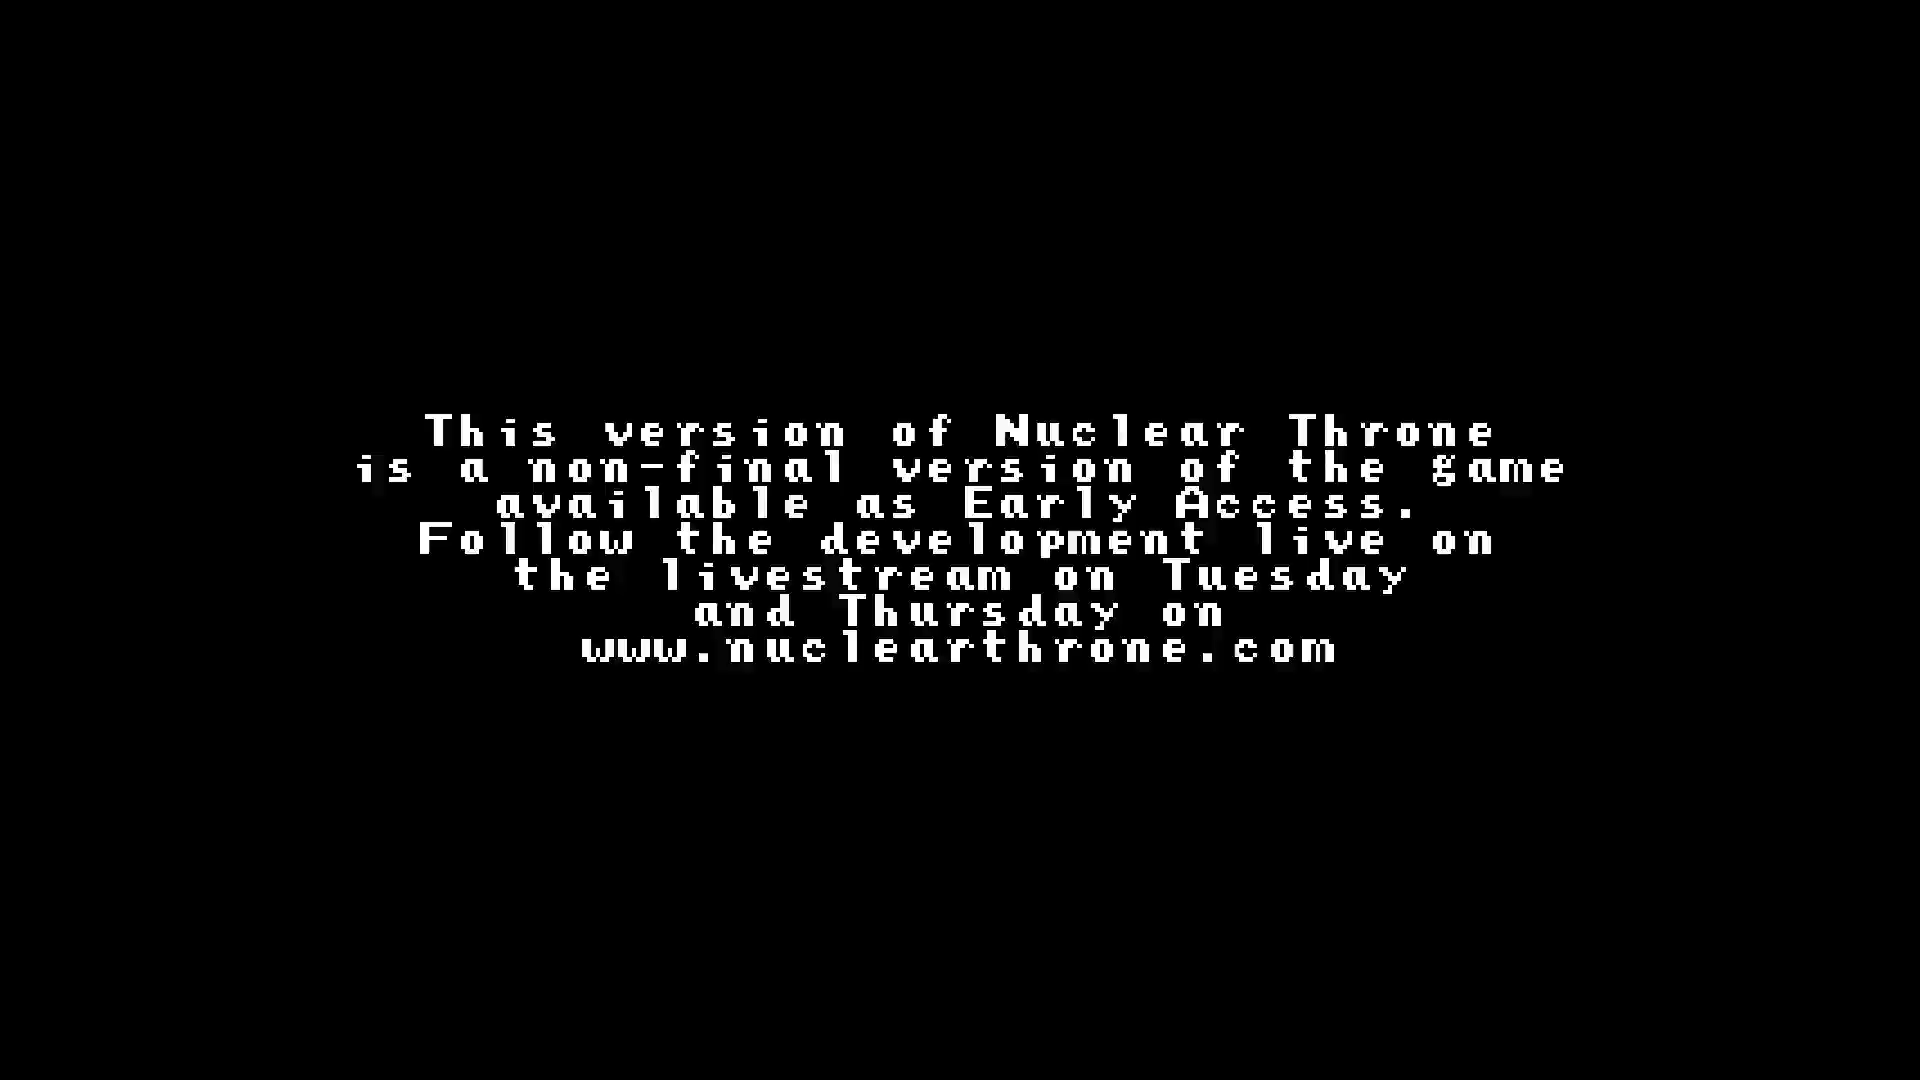 This version of Nuclear Throne
is a non-final version of the game
available as Early Access.
Follow the development live on
the livestream on Tuesday
and Thursday on
www.nuclearthrone.com